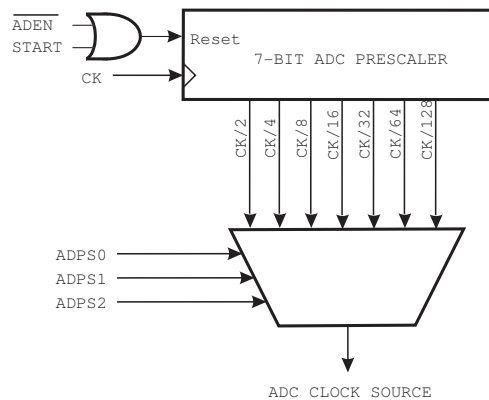 ADEN
START
Reset
7-BIT ADC PRESCALER
CK
CK/2
CK/4
CK/8
CK/16
CK/32
CK/64
CK/128
ADPS0
ADPS1
ADPS2
ADC CLOCK SOURCE